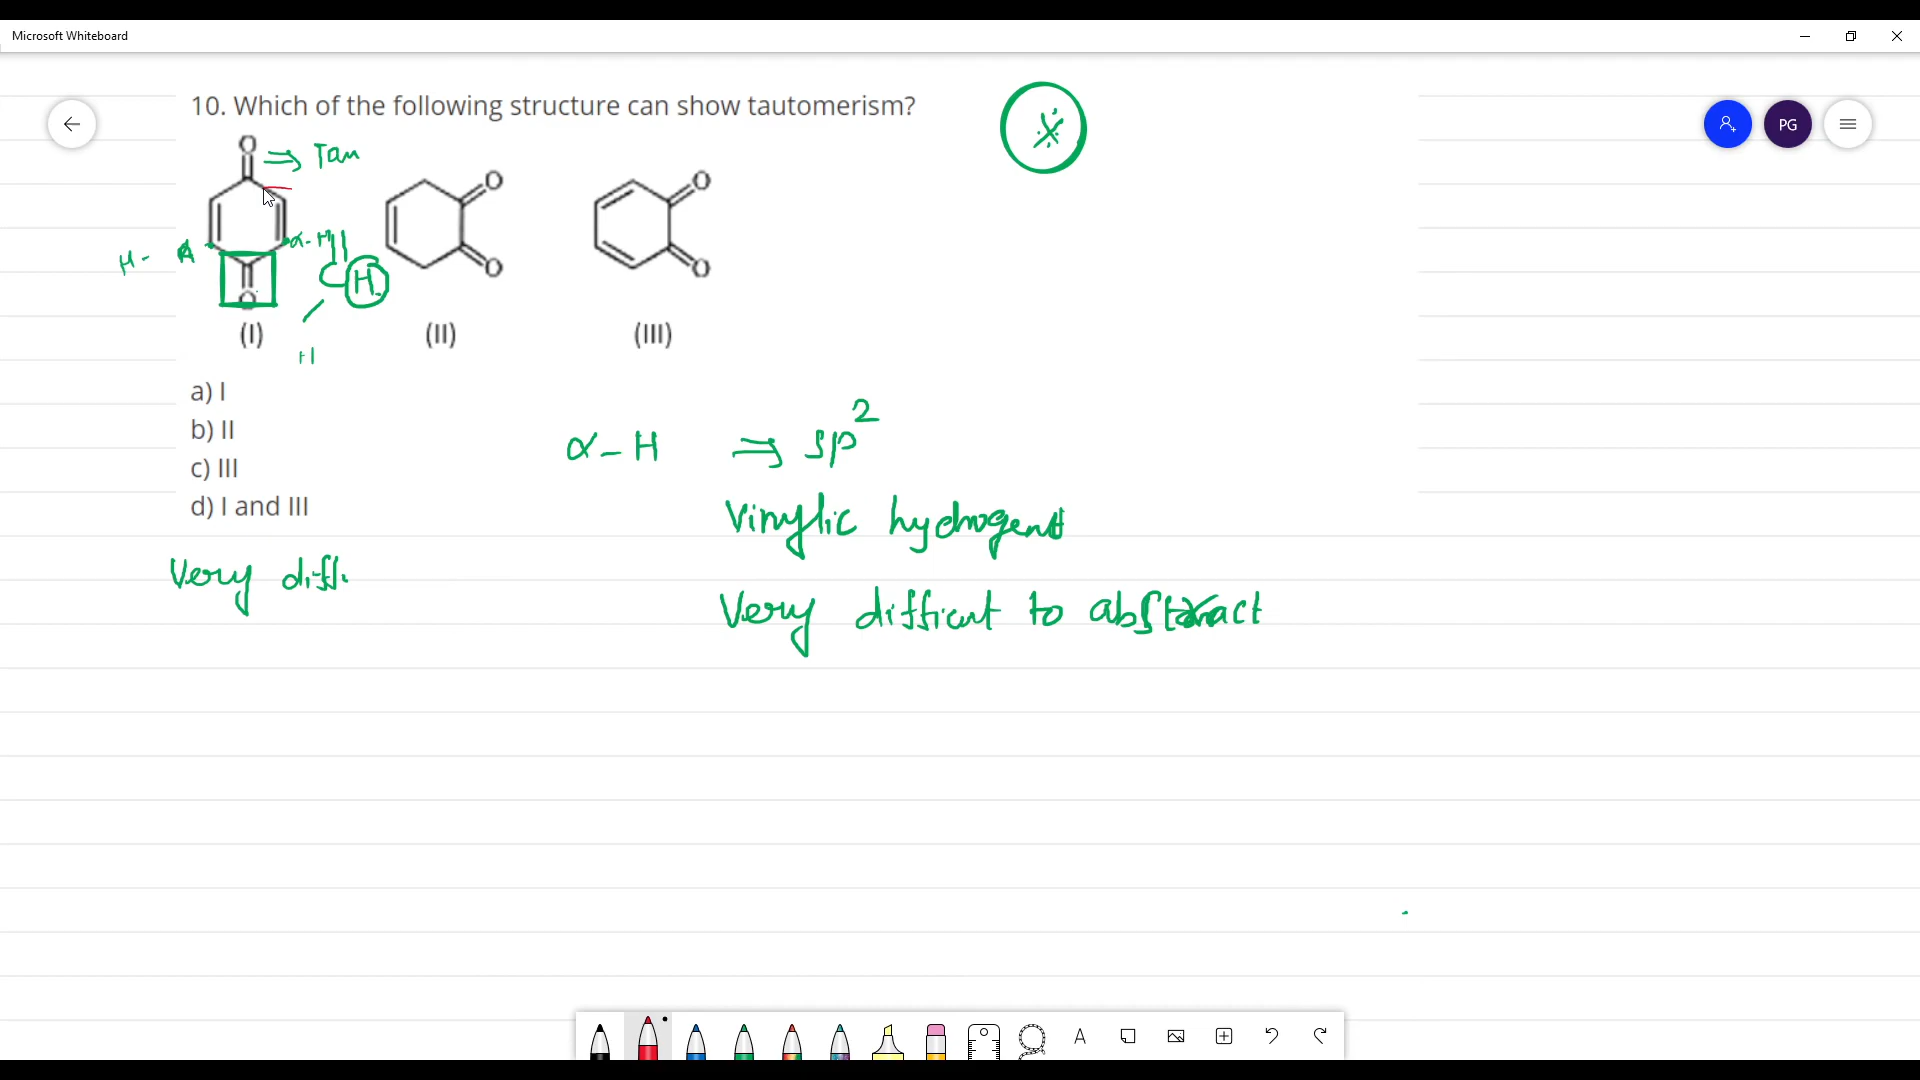 Microsoft Whiteboard
10. Which of the following structure can show tautomerism?
O ⇒ Tau
O O
α-H
H-
C H
O O O
H
(I) (II) (III)
a) I
b) II
c) III
d) I and III
α-H ⇒ sp²
Vinylic hydrogen
Very diffi
Very difficult to abstract
PG
A